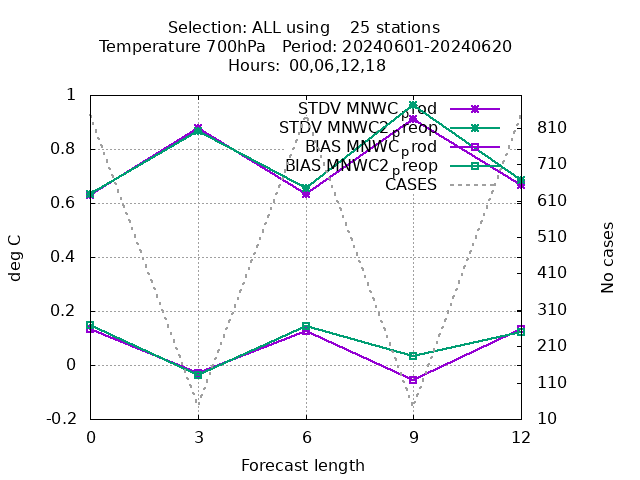 Selection: ALL using 25 stations
Temperature 700hPa Period: 20240601-20240620
Hours: 00,06,12,18
STDV MNWC_prod
STDV MNWC2_preop
BIAS MNWC_prod
BIAS MNWC2_preop
CASES
1
0.8
0.6
0.4
0.2
0
-0.2
deg C
810
710
610
510
410
310
210
110
10
No cases
0 3 6 9 12
Forecast length